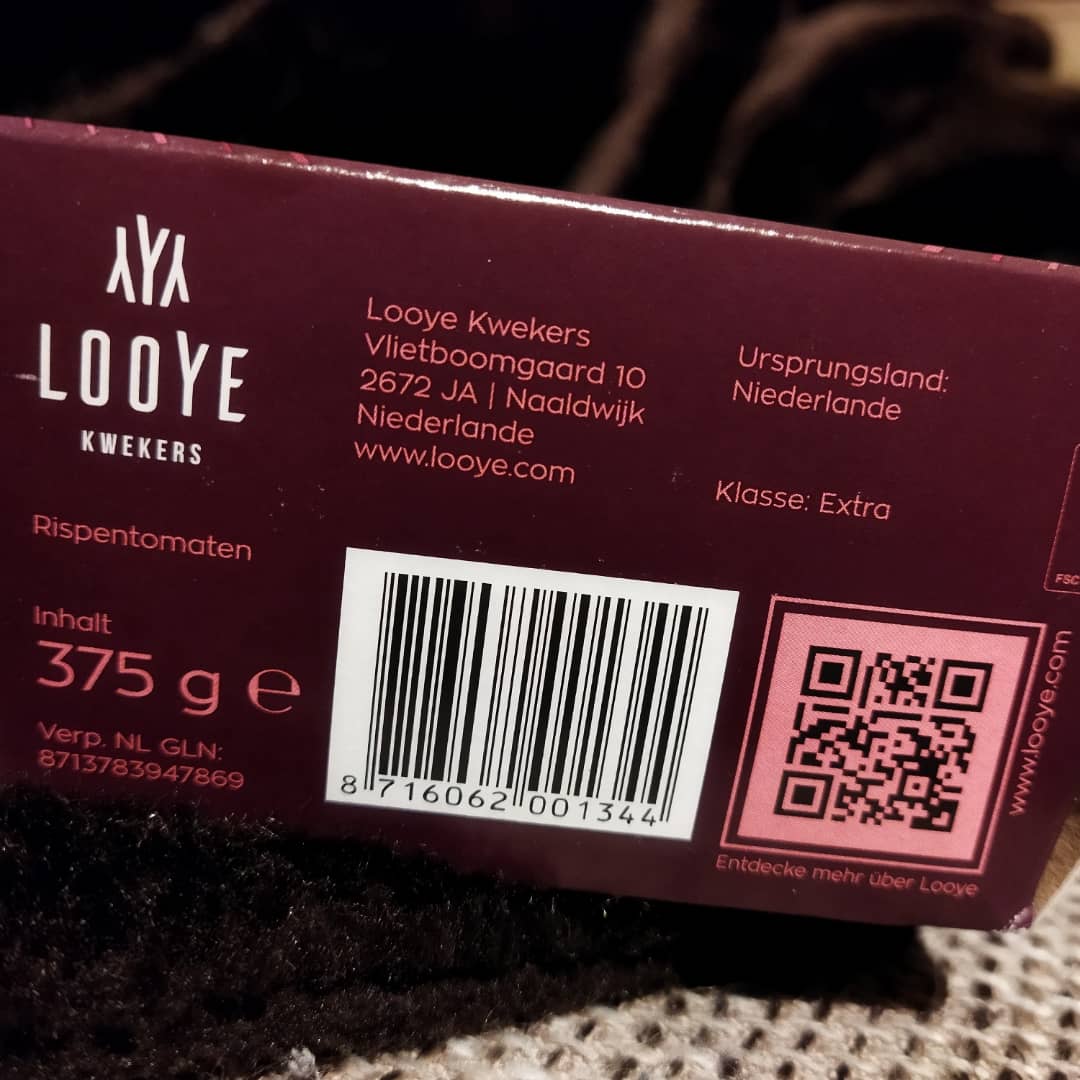 LOOYE
KWEKERS
Rispentomaten
Inhalt
375 g e
Verp. NL GLN:
8713783947869
Looye Kwekers
Vlietboomgaard 10
2672 JA | Naaldwijk
Niederlande
www.looye.com
Ursprungsland:
Niederlande
Klasse: Extra
8 716062 001344
FSC
www.looye.com
Entdecke mehr über Looye